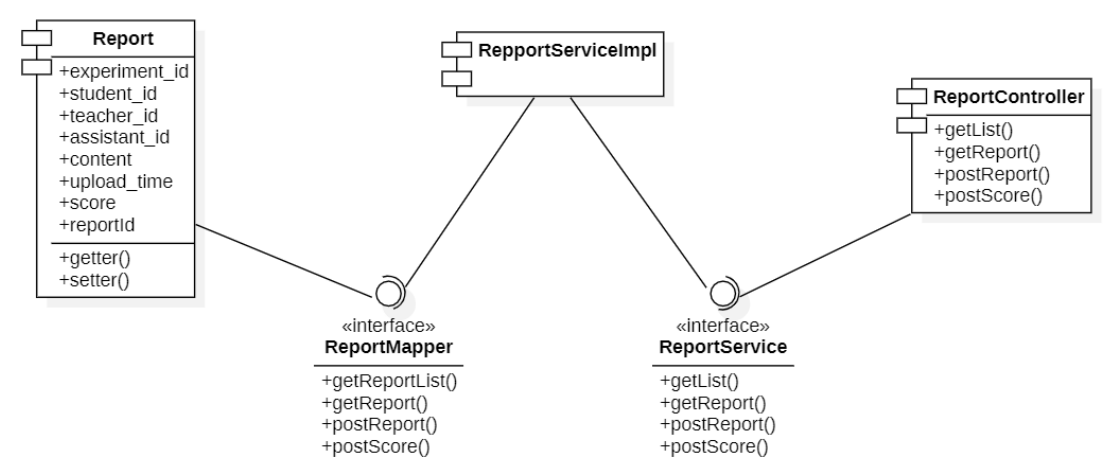 Report
+experiment_id
+student_id
+teacher_id
+assistant_id
+content
+upload_time
+score
+reportId
+getter()
+setter()
RepportServiceImpl
ReportController
+getList()
+getReport()
+postReport()
+postScore()
«interface»
ReportMapper
+getReportList()
+getReport()
+postReport()
+postScore()
«interface»
ReportService
+getList()
+getReport()
+postReport()
+postScore()